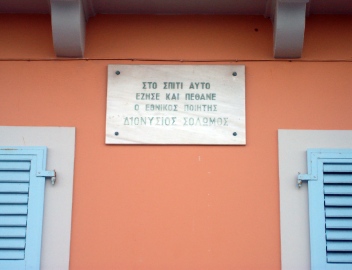 ΣΤΟ ΣΠΙΤΙ ΑΥΤΟ
ΕΖΗΣΕ ΚΑΙ ΠΕΘΑΝΕ
Ο ΕΘΝΙΚΟΣ ΠΟΙΗΤΗΣ
ΔΙΟΝΥΣΙΟΣ ΣΟΛΩΜΟΣ